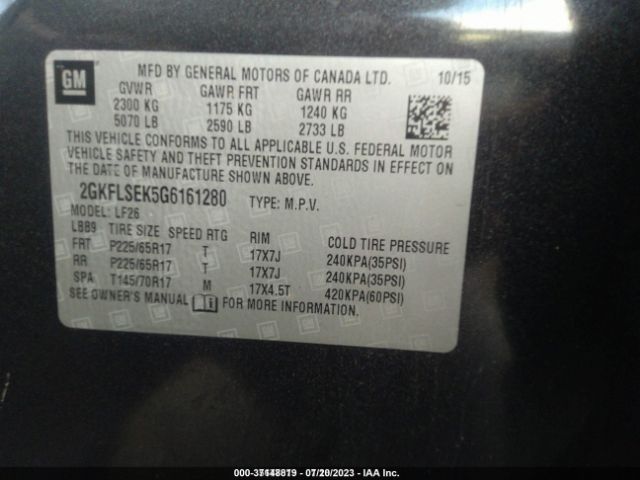 GM
MFD BY GENERAL MOTORS OF CANADA LTD. 10/15
GVWR GAWR FRT GAWR RR
2300 KG 1175 KG 1240 KG
5070 LB 2590 LB 2733 LB
THIS VEHICLE CONFORMS TO ALL APPLICABLE U.S. FEDERAL MOTOR
VEHICLE SAFETY AND THEFT PREVENTION STANDARDS IN EFFECT ON THE
DATE OF MANUFACTURE SHOWN ABOVE.
2GKFLSEK5G6161280 TYPE: M.P.V.
MODEL: LF26
LBB9 TIRE SIZE SPEED RTG RIM COLD TIRE PRESSURE
FRT P225/65R17 T 17X7J 240KPA(35PSI)
RR P225/65R17 T 17X7J 240KPA(35PSI)
SPA T145/70R17 M 17X4.5T 420KPA(60PSI)
SEE OWNER'S MANUAL FOR MORE INFORMATION.
- IAA Inc.